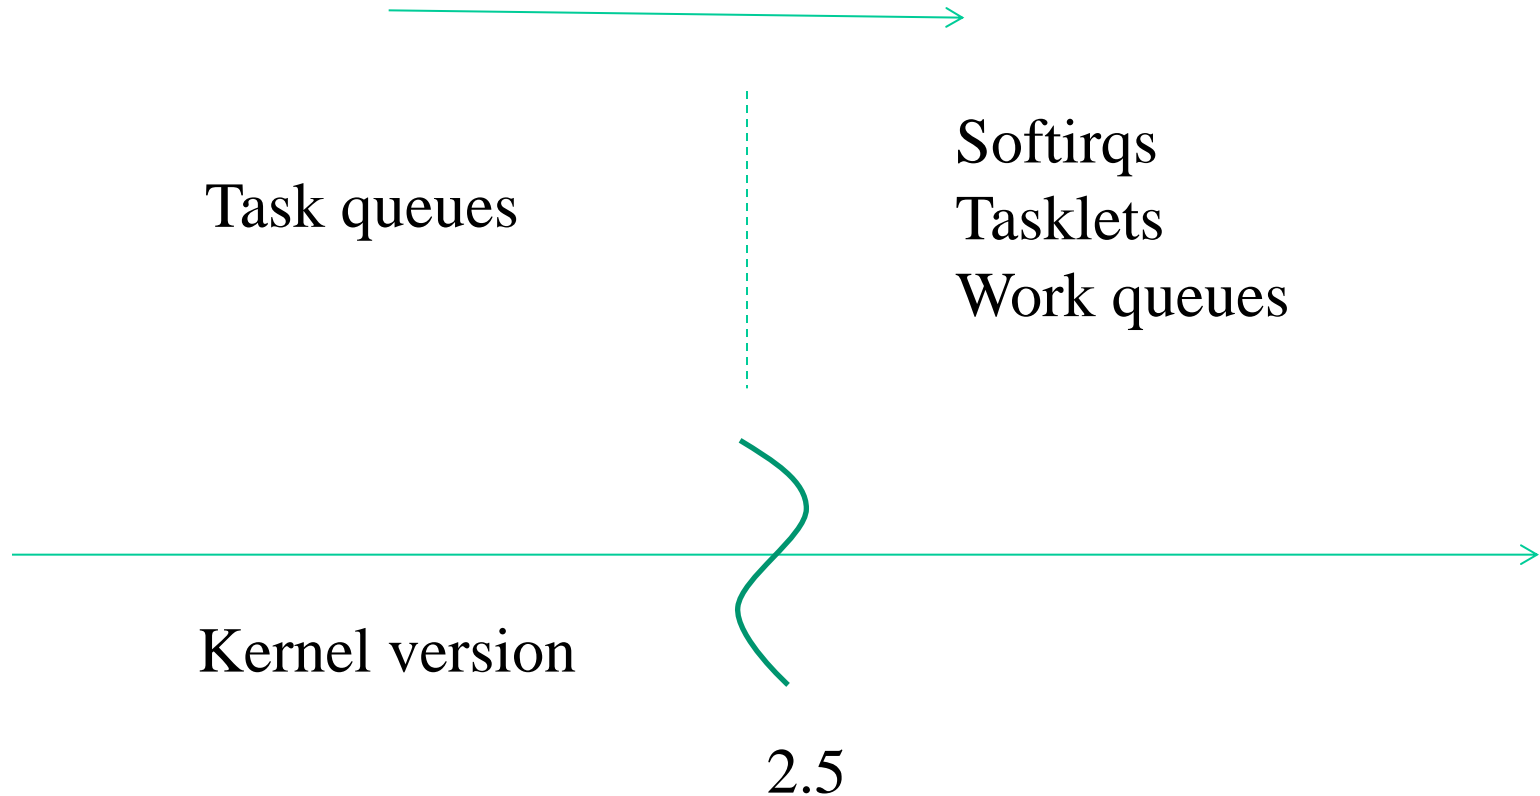 Task queues
Softirqs
Tasklets
Work queues
Kernel version
2.5